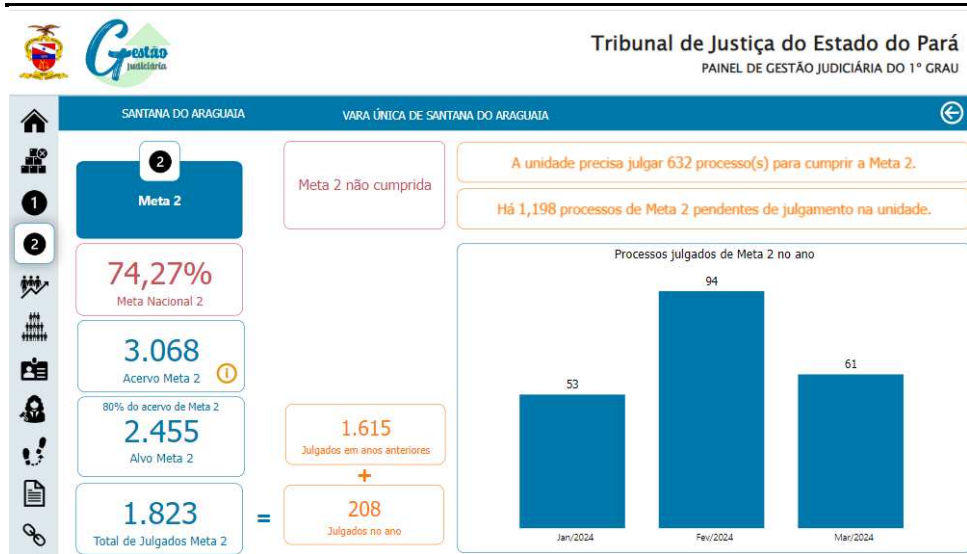 Gestão
judiciária
Tribunal de Justiça do Estado do Pará
PAINEL DE GESTÃO JUDICIÁRIA DO 1º GRAU
SANTANA DO ARAGUAIA
VARA ÚNICA DE SANTANA DO ARAGUAIA
1
2
2
Meta 2
Meta 2 não cumprida
A unidade precisa julgar 632 processo(s) para cumprir a Meta 2.
Há 1,198 processos de Meta 2 pendentes de julgamento na unidade.
74,27%
Meta Nacional 2
3.068
Acervo Meta 2
80% do acervo de Meta 2
2.455
Alvo Meta 2
1.823
Total de Julgados Meta 2
=
1.615
Julgados em anos anteriores
+
208
Julgados no ano
Processos julgados de Meta 2 no ano
53
94
61
Jan/2024
Fev/2024
Mar/2024